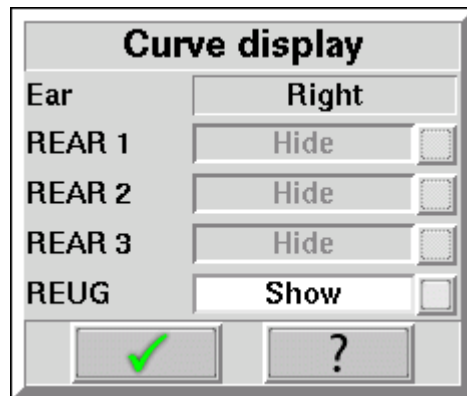 Curve display
Ear Right
REAR 1 Hide
REAR 2 Hide
REAR 3 Hide
REUG Show
?